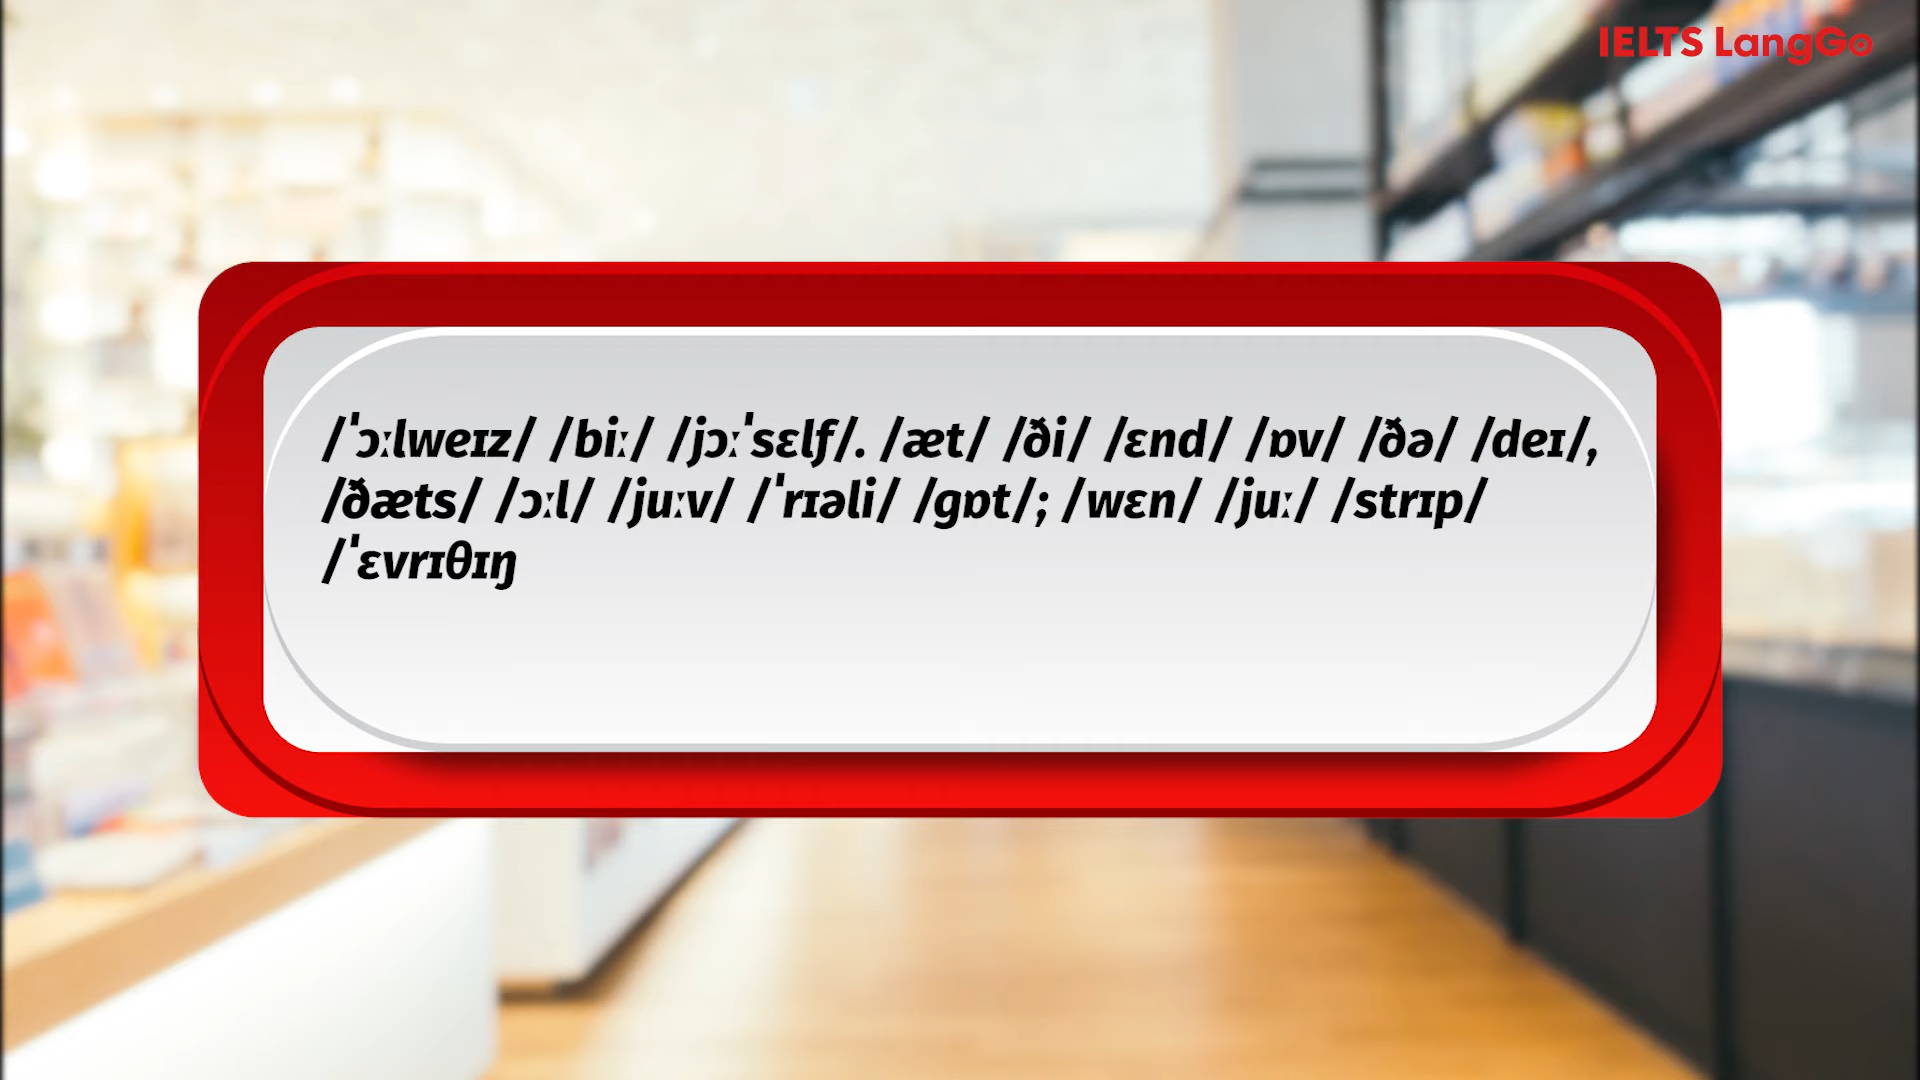 IELTS LangGo
/ˈɔːlweɪz/ /biː/ /jɔːˈsɛlf/. /æt/ /ði/ /ɛnd/ /ɒv/ /ðə/ /deɪ/,
/ðæts/ /ɔːl/ /juːv/ /ˈrɪəli/ /gɒt/; /wɛn/ /juː/ /strɪp/
/ˈɛvrɪθɪŋ